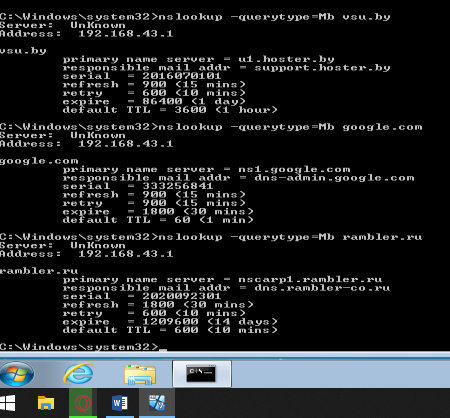 C:\Windows\system32>nslookup -querytype=Mb vsu.by
Server:  UnKnown
Address:  192.168.43.1
vsu.by
primary name server = u1.hoster.by
responsible mail addr = support.hoster.by
serial  = 2016070101
refresh = 900 (15 mins)
retry   = 600 (10 mins)
expire  = 86400 (1 day)
default TTL = 3600 (1 hour)
C:\Windows\system32>nslookup -querytype=Mb google.com
Server:  UnKnown
Address:  192.168.43.1
google.com
primary name server = ns1.google.com
responsible mail addr = dns-admin.google.com
serial  = 333256841
refresh = 900 (15 mins)
retry   = 900 (15 mins)
expire  = 1800 (30 mins)
default TTL = 60 (1 min)
C:\Windows\system32>nslookup -querytype=Mb rambler.ru
Server:  UnKnown
Address:  192.168.43.1
rambler.ru
primary name server = nscarp1.rambler.ru
responsible mail addr = dns.rambler-co.ru
serial  = 2020092301
refresh = 1800 (30 mins)
retry   = 600 (10 mins)
expire  = 1209600 (14 days)
default TTL = 600 (10 mins)
C:\Windows\system32>_